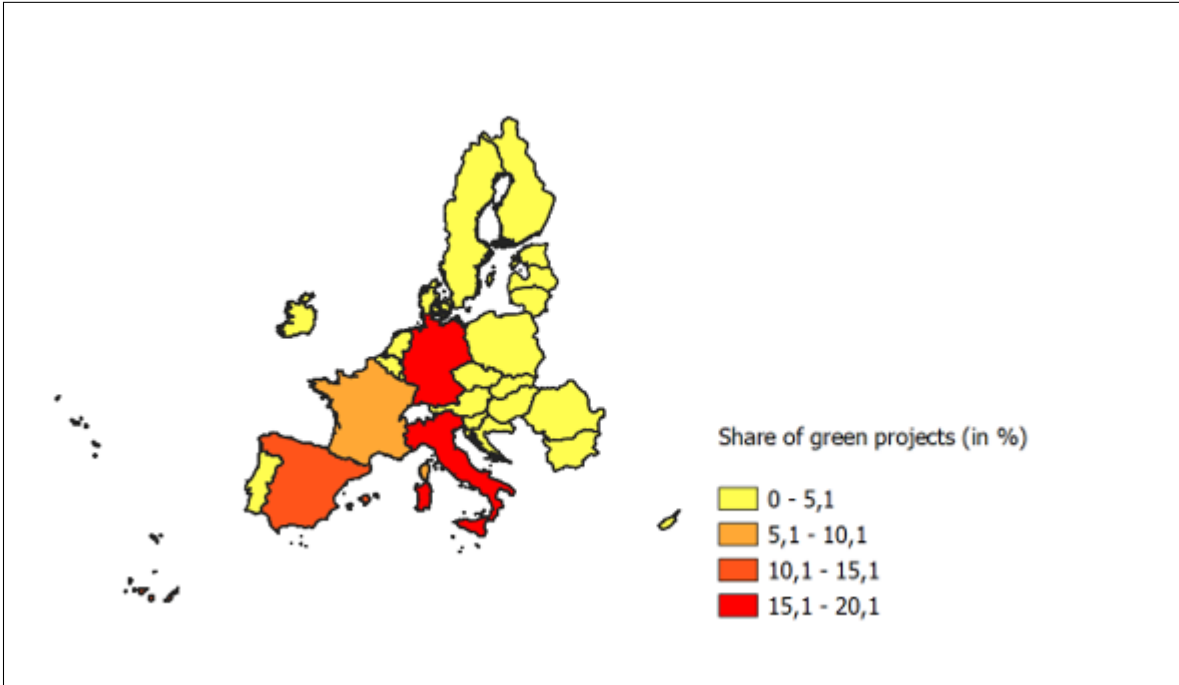 Share of green projects (in %)
0 - 5,1
5,1 - 10,1
10,1 - 15,1
15,1 - 20,1